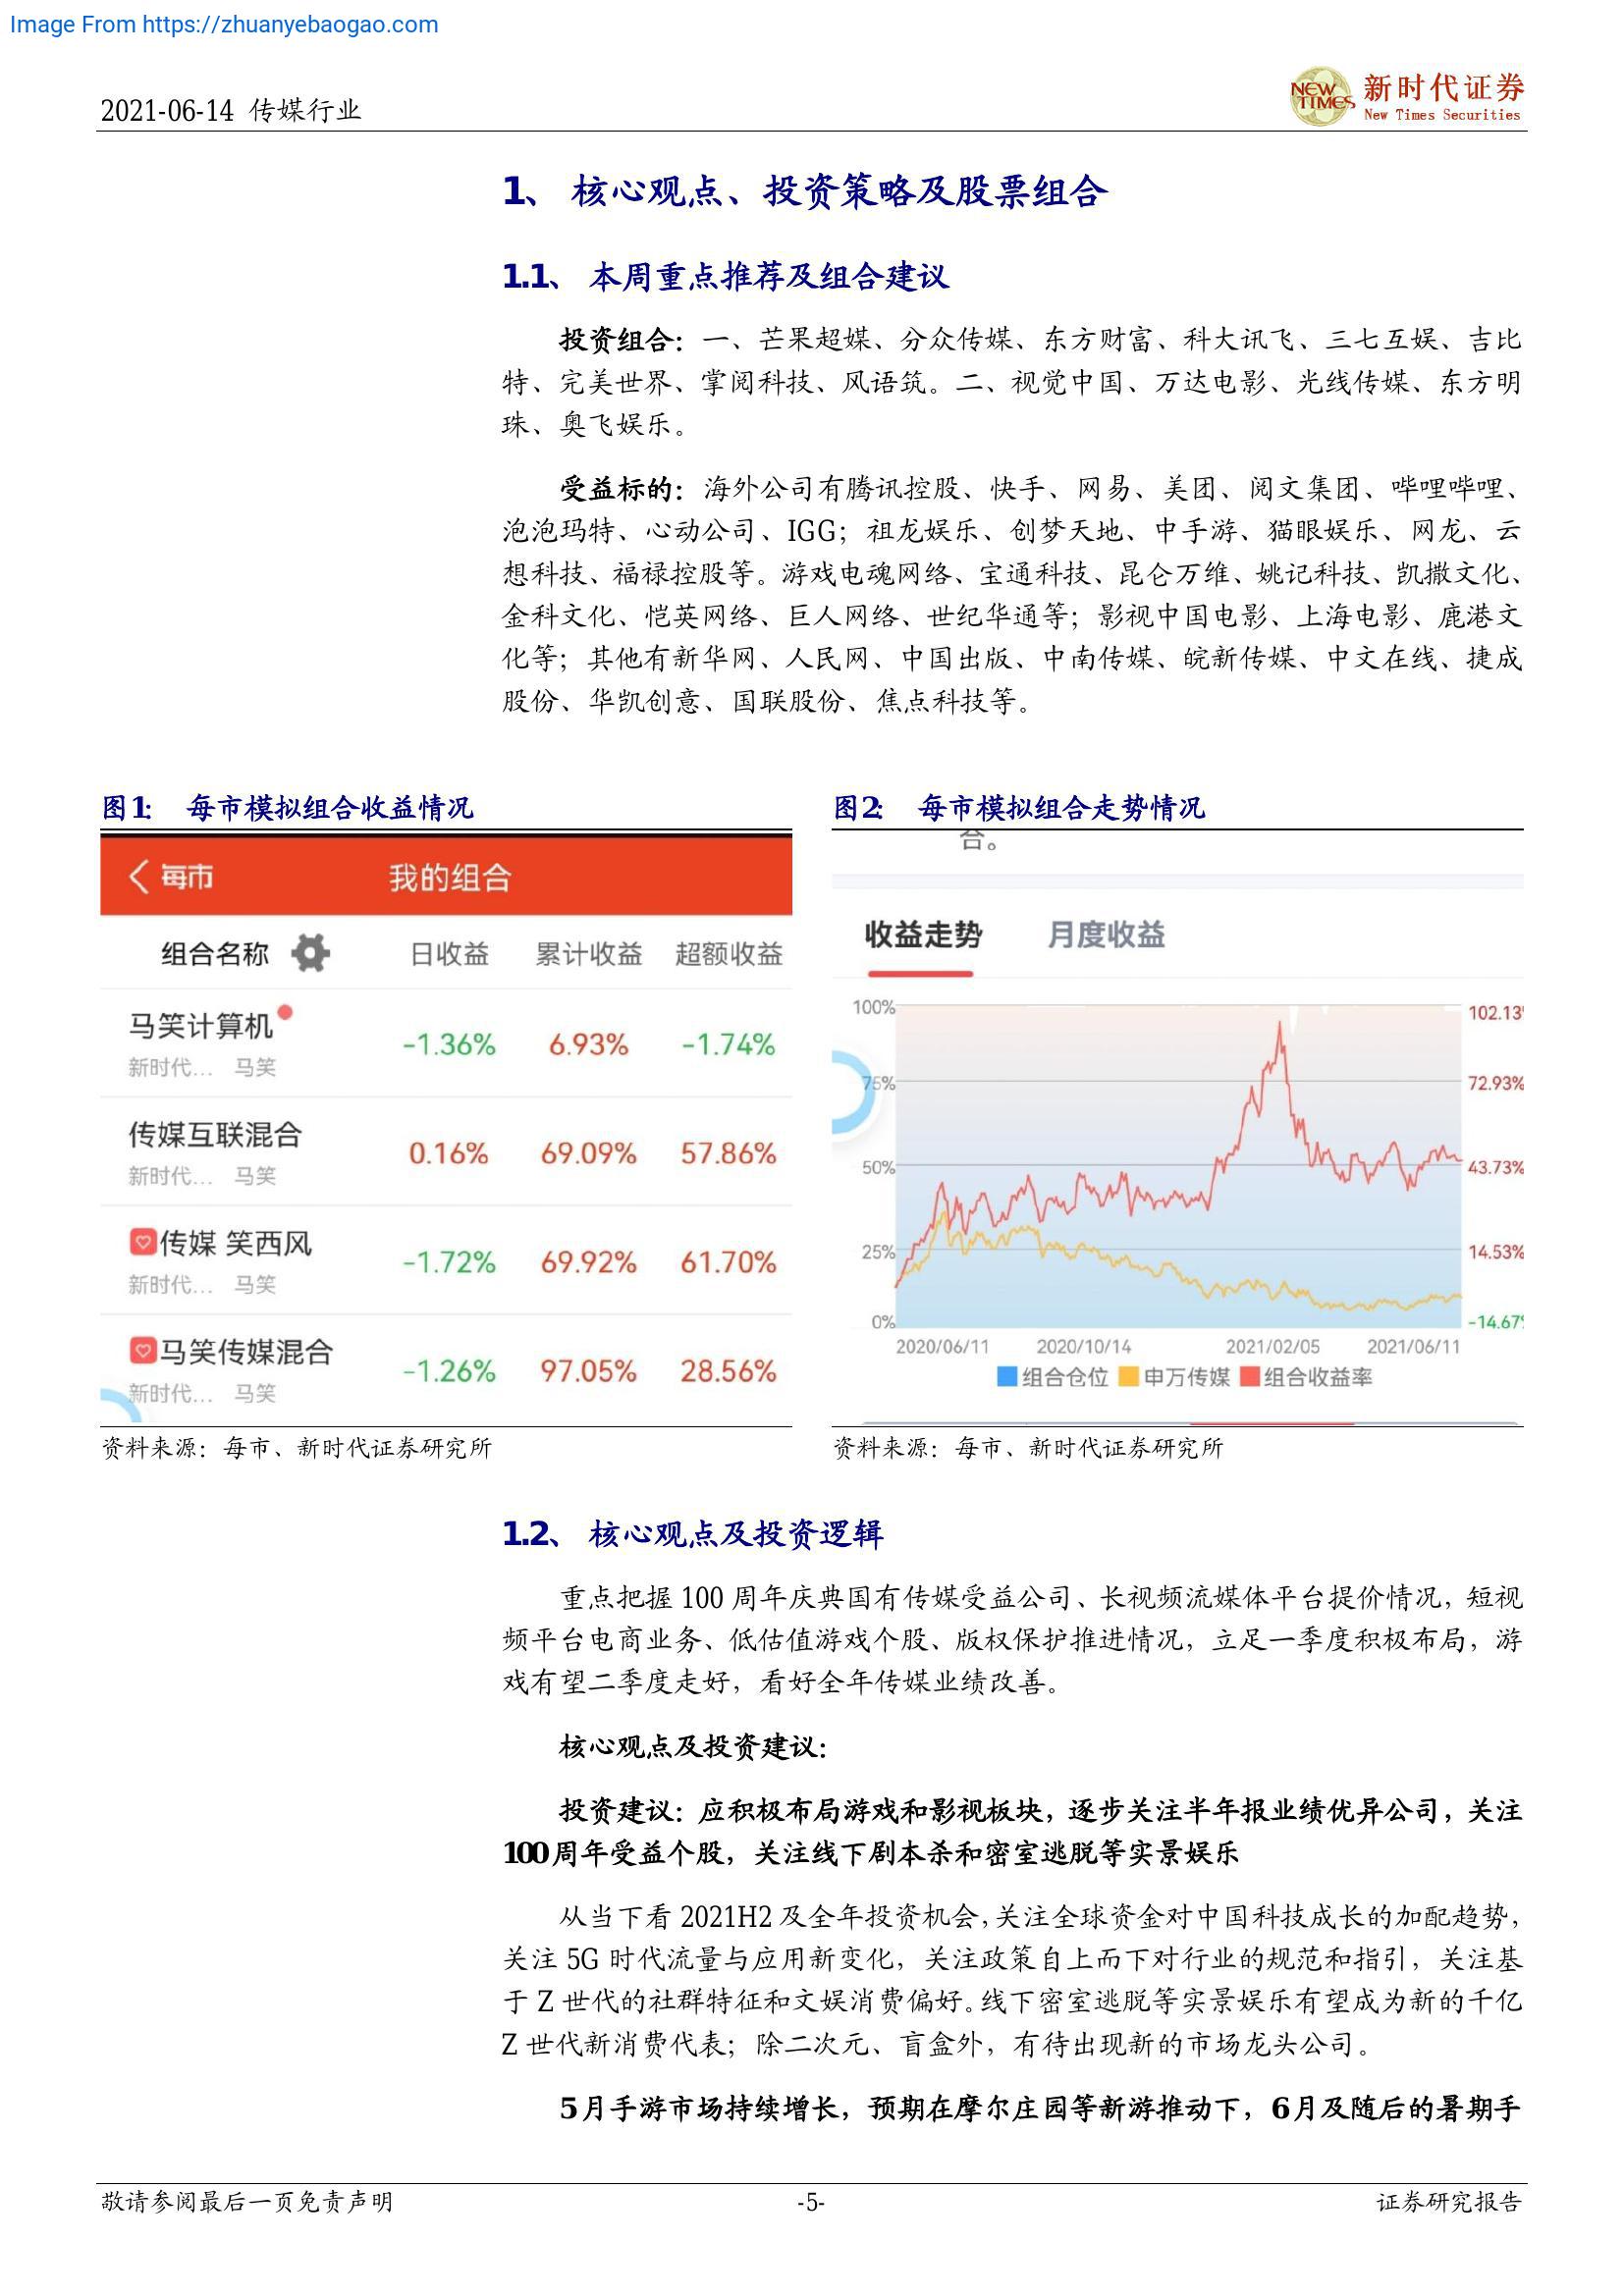 Image From https://zhuanyebaogao.com
2021-06-14 传媒行业
NEW TIMES 新时代证券
New Times Securities
1、 核心观点、投资策略及股票组合
1.1、 本周重点推荐及组合建议
投资组合：一、芒果超媒、分众传媒、东方财富、科大讯飞、三七互娱、吉比
特、完美世界、掌阅科技、风语筑。二、视觉中国、万达电影、光线传媒、东方明
珠、奥飞娱乐。
受益标的：海外公司有腾讯控股、快手、网易、美团、阅文集团、哔哩哔哩、
泡泡玛特、心动公司、IGG；祖龙娱乐、创梦天地、中手游、猫眼娱乐、网龙、云
想科技、福禄控股等。游戏电魂网络、宝通科技、昆仑万维、姚记科技、凯撒文化、
金科文化、恺英网络、巨人网络、世纪华通等；影视中国电影、上海电影、鹿港文
化等；其他有新华网、人民网、中国出版、中南传媒、皖新传媒、中文在线、捷成
股份、华凯创意、国联股份、焦点科技等。
图1： 每市模拟组合收益情况
每市 我的组合
组合名称 日收益 累计收益 超额收益
马笑计算机 -1.36% 6.93% -1.74%
新时代... 马笑
传媒互联混合 0.16% 69.09% 57.86%
新时代... 马笑
传媒 笑西风 -1.72% 69.92% 61.70%
新时代... 马笑
马笑传媒混合 -1.26% 97.05% 28.56%
新时代... 马笑
资料来源：每市、新时代证券研究所
图2： 每市模拟组合走势情况
合。
收益走势 月度收益
100% 102.13
75% 72.93%
50% 43.73%
25% 14.53%
0% -14.67
2020/06/11 2020/10/14 2021/02/05 2021/06/11
组合仓位 申万传媒 组合收益率
资料来源：每市、新时代证券研究所
1.2、 核心观点及投资逻辑
重点把握 100 周年庆典国有传媒受益公司、长视频流媒体平台提价情况，短视
频平台电商业务、低估值游戏个股、版权保护推进情况，立足一季度积极布局，游
戏有望二季度走好，看好全年传媒业绩改善。
核心观点及投资建议：
投资建议：应积极布局游戏和影视板块，逐步关注半年报业绩优异公司，关注
100周年受益个股，关注线下剧本杀和密室逃脱等实景娱乐
从当下看 2021H2 及全年投资机会，关注全球资金对中国科技成长的加配趋势，
关注 5G 时代流量与应用新变化，关注政策自上而下对行业的规范和指引，关注基
于 Z 世代的社群特征和文娱消费偏好。线下密室逃脱等实景娱乐有望成为新的千亿
Z 世代新消费代表；除二次元、盲盒外，有待出现新的市场龙头公司。
5月手游市场持续增长，预期在摩尔庄园等新游推动下，6月及随后的暑期手
敬请参阅最后一页免责声明 -5- 证券研究报告